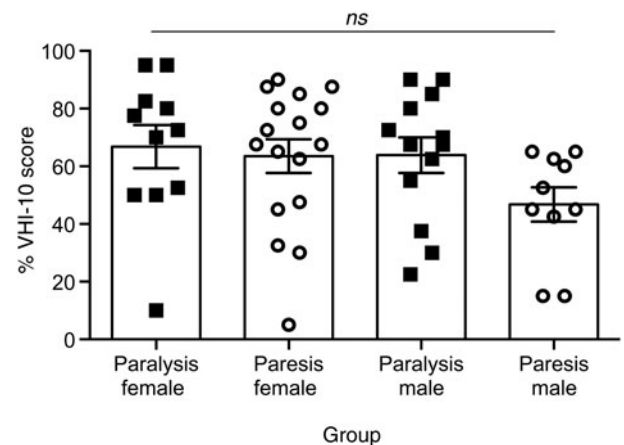 ns
% VHI-10 score
100
80
60
40
20
0
Paralysis
female
Paresis
female
Paralysis
male
Paresis
male
Group